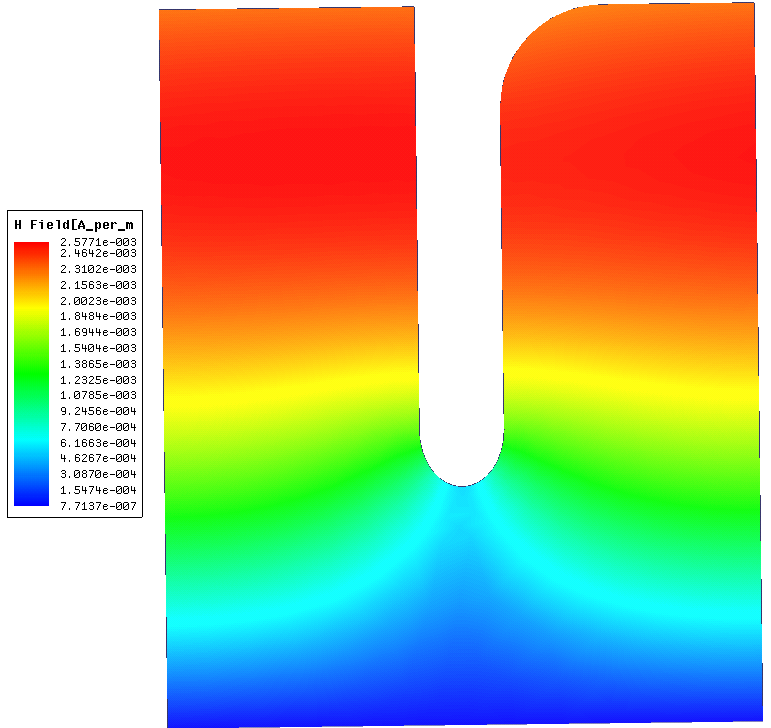 H Field[A_per_m
2.5771e-003
2.4642e-003
2.3102e-003
2.1563e-003
2.0023e-003
1.8484e-003
1.6944e-003
1.5404e-003
1.3865e-003
1.2325e-003
1.0785e-003
9.2456e-004
7.7060e-004
6.1663e-004
4.6267e-004
3.0870e-004
1.5474e-004
7.7137e-007